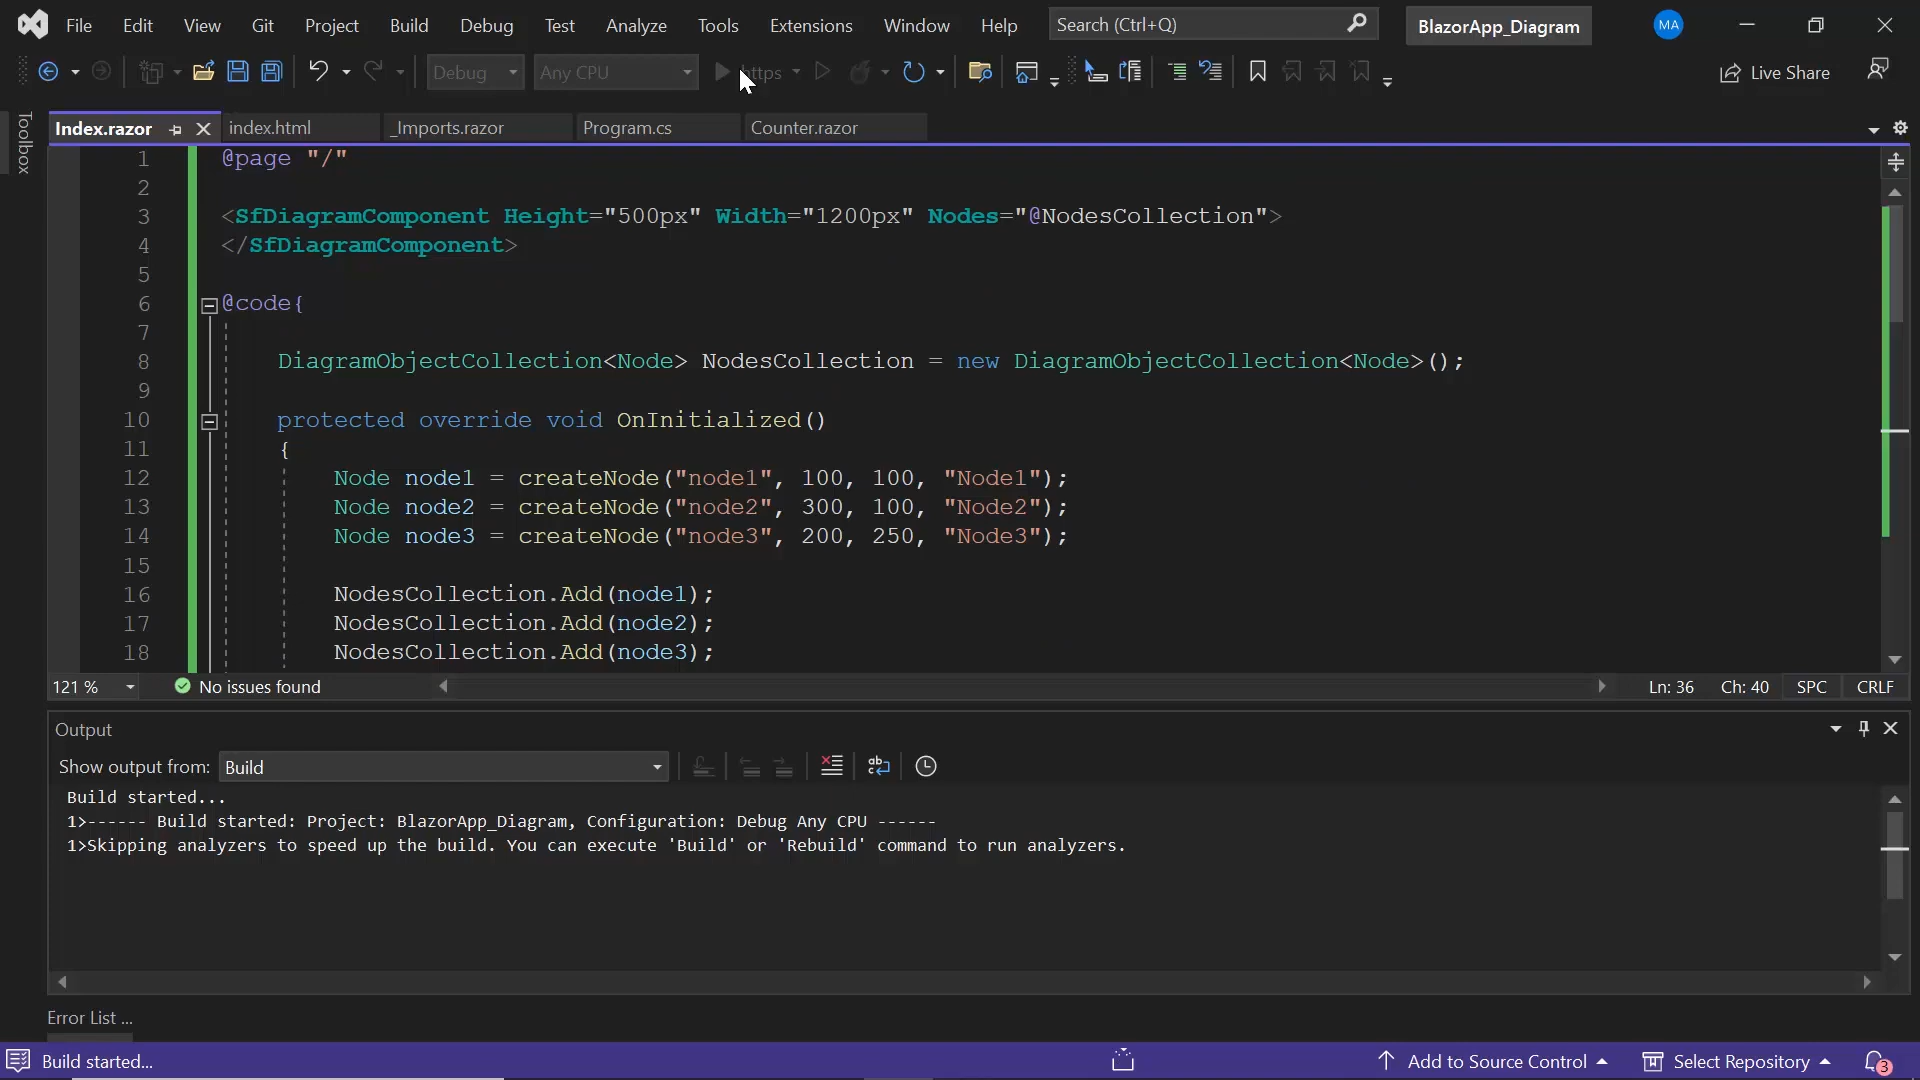 File Edit View Git Project Build Debug Test Analyze Tools Extensions Window Help Search (Ctrl+Q) BlazorApp_Diagram MA
Debug Any CPU https Live Share
Toolbox
Index.razor index.html _Imports.razor Program.cs Counter.razor
1 @page "/"
2
3 <SfDiagramComponent Height="500px" Width="1200px" Nodes="@NodesCollection">
4 </SfDiagramComponent>
5
6 @code{
7
8 DiagramObjectCollection<Node> NodesCollection = new DiagramObjectCollection<Node>();
9
10 protected override void OnInitialized()
11 {
12 Node node1 = createNode("node1", 100, 100, "Node1");
13 Node node2 = createNode("node2", 300, 100, "Node2");
14 Node node3 = createNode("node3", 200, 250, "Node3");
15
16 NodesCollection.Add(node1);
17 NodesCollection.Add(node2);
18 NodesCollection.Add(node3);
121 % No issues found Ln: 36 Ch: 40 SPC CRLF
Output
Show output from: Build
Build started...
1>------ Build started: Project: BlazorApp_Diagram, Configuration: Debug Any CPU ------
1>Skipping analyzers to speed up the build. You can execute 'Build' or 'Rebuild' command to run analyzers.
Error List ...
Build started... Add to Source Control Select Repository 3